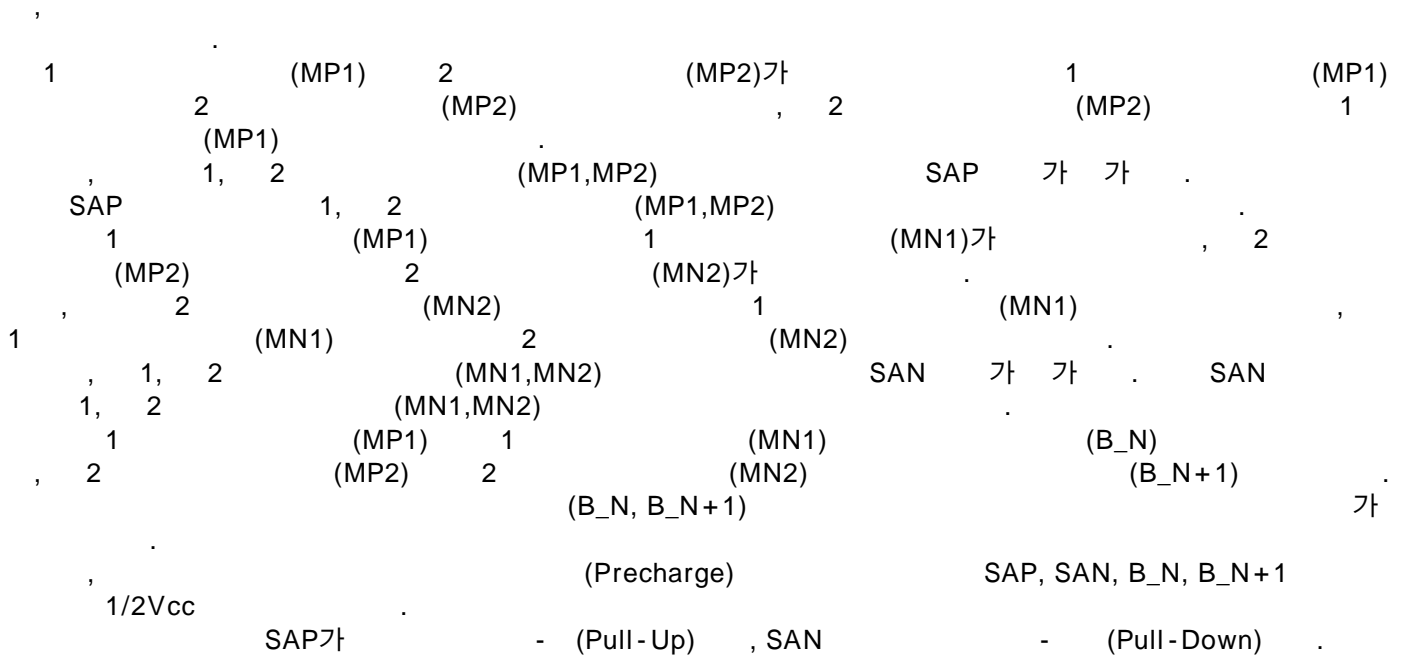 ,
.
1 (MP1) 2 (MP2)가 1 (MP1)
2 (MP2) , 2 (MP2) 1
(MP1) .
, 1, 2 (MP1,MP2) SAP 가 가 .
SAP 1, 2 (MP1,MP2) .
1 (MP1) 1 (MN1)가 , 2
(MP2) 2 (MN2)가 .
, 2 (MN2) 1 (MN1) ,
1 (MN1) 2 (MN2) .
, 1, 2 (MN1,MN2) SAN 가 가 . SAN
1, 2 (MN1,MN2) .
1 (MP1) 1 (MN1) (B_N)
, 2 (MP2) 2 (MN2) (B_N+1) .
(B_N, B_N+1) 가
.
, (Precharge) SAP, SAN, B_N, B_N+1
1/2Vcc .
SAP가 - (Pull-Up) , SAN - (Pull-Down) .